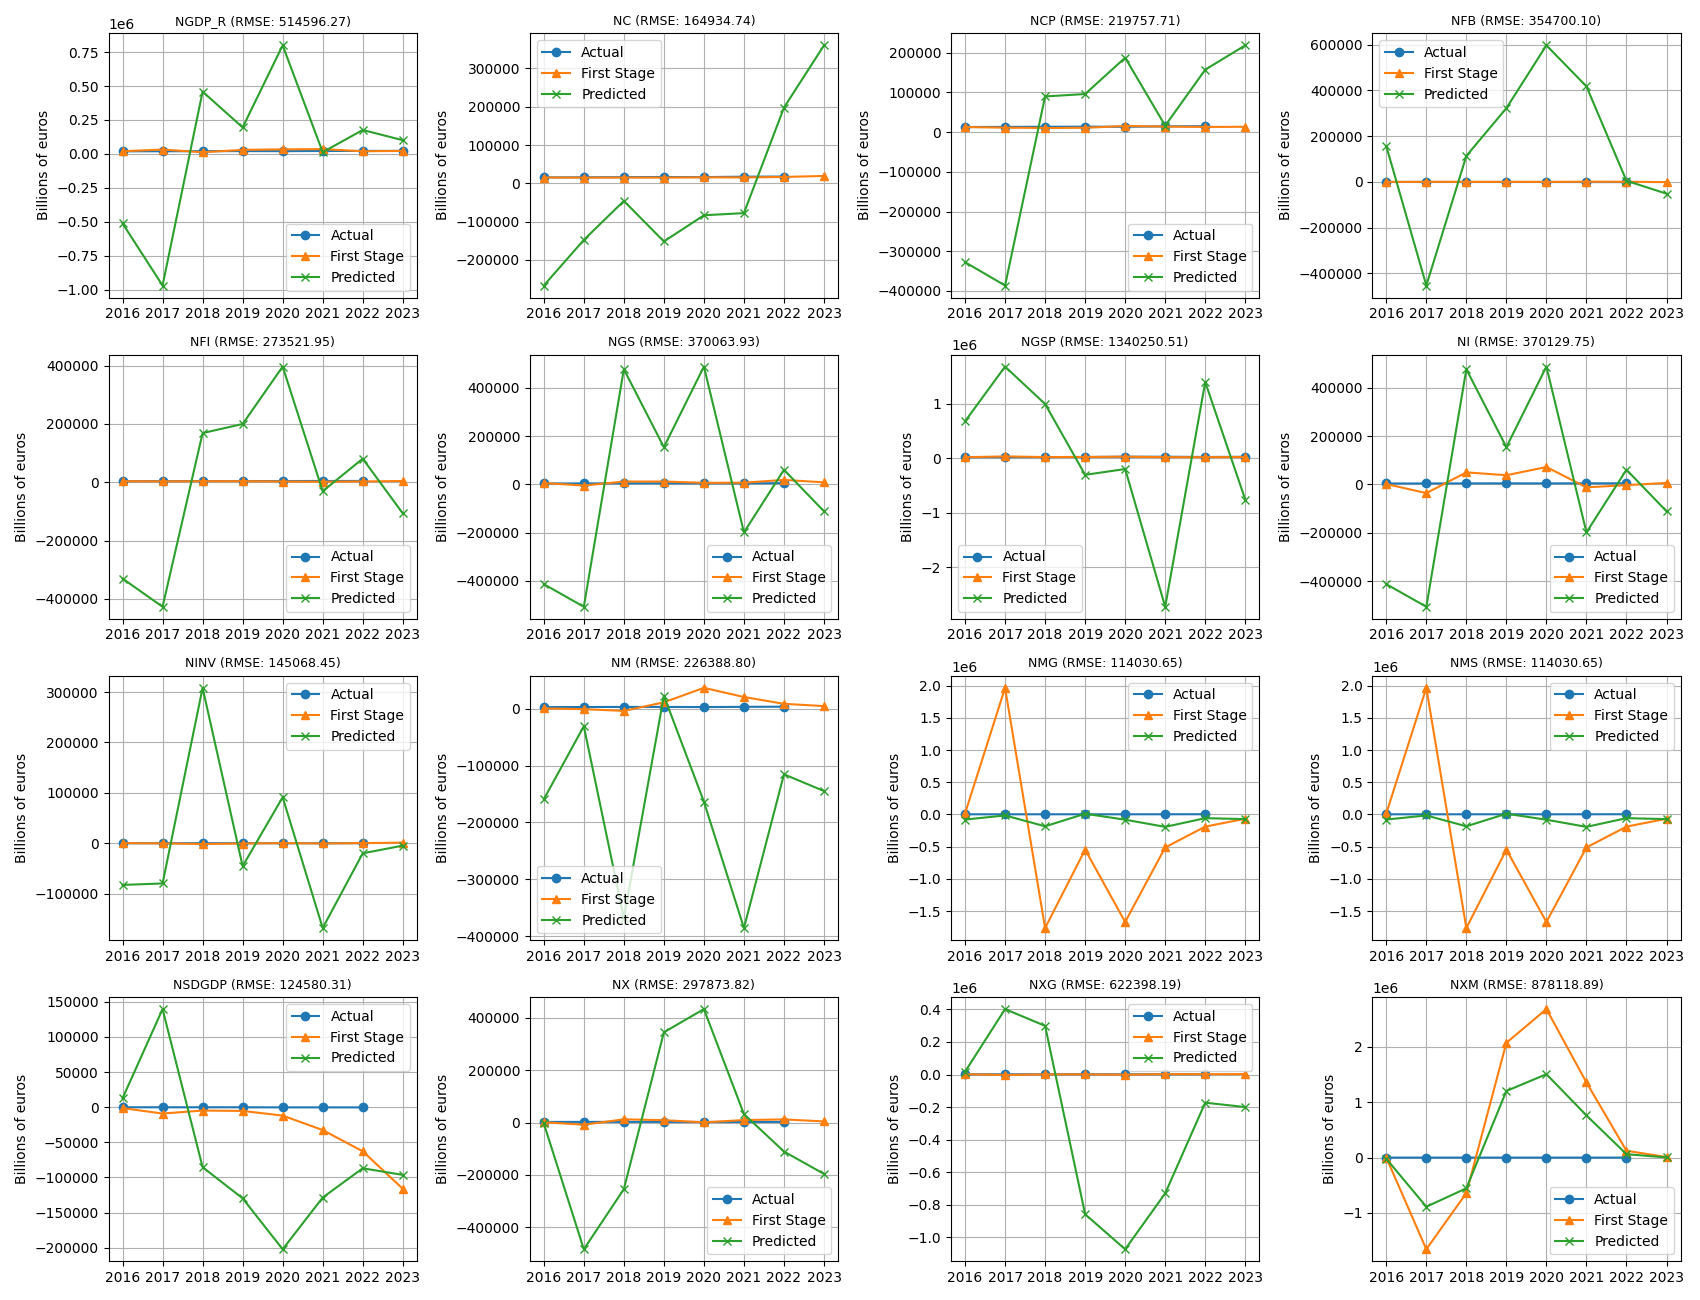 1e6
NGDP_R (RMSE: 514596.27)
Billions of euros
0.75
0.50
0.25
0.00
−0.25
−0.50
−0.75
−1.00
Actual
First Stage
Predicted
2016 2017 2018 2019 2020 2021 2022 2023
NC (RMSE: 164934.74)
Billions of euros
300000
200000
100000
0
−100000
−200000
Actual
First Stage
Predicted
2016 2017 2018 2019 2020 2021 2022 2023
NCP (RMSE: 219757.71)
Billions of euros
200000
100000
0
−100000
−200000
−300000
−400000
Actual
First Stage
Predicted
2016 2017 2018 2019 2020 2021 2022 2023
NFB (RMSE: 354700.10)
Billions of euros
600000
400000
200000
0
−200000
−400000
Actual
First Stage
Predicted
2016 2017 2018 2019 2020 2021 2022 2023
NFI (RMSE: 273521.95)
Billions of euros
400000
200000
0
−200000
−400000
Actual
First Stage
Predicted
2016 2017 2018 2019 2020 2021 2022 2023
NGS (RMSE: 370063.93)
Billions of euros
400000
200000
0
−200000
−400000
Actual
First Stage
Predicted
2016 2017 2018 2019 2020 2021 2022 2023
1e6
NGSP (RMSE: 1340250.51)
Billions of euros
1
0
−1
−2
Actual
First Stage
Predicted
2016 2017 2018 2019 2020 2021 2022 2023
NI (RMSE: 370129.75)
Billions of euros
400000
200000
0
−200000
−400000
Actual
First Stage
Predicted
2016 2017 2018 2019 2020 2021 2022 2023
NINV (RMSE: 145068.45)
Billions of euros
300000
200000
100000
0
−100000
Actual
First Stage
Predicted
2016 2017 2018 2019 2020 2021 2022 2023
NM (RMSE: 226388.80)
Billions of euros
0
−100000
−200000
−300000
−400000
Actual
First Stage
Predicted
2016 2017 2018 2019 2020 2021 2022 2023
1e6
NMG (RMSE: 114030.65)
Billions of euros
2.0
1.5
1.0
0.5
0.0
−0.5
−1.0
−1.5
Actual
First Stage
Predicted
2016 2017 2018 2019 2020 2021 2022 2023
1e6
NMS (RMSE: 114030.65)
Billions of euros
2.0
1.5
1.0
0.5
0.0
−0.5
−1.0
−1.5
Actual
First Stage
Predicted
2016 2017 2018 2019 2020 2021 2022 2023
NSDGDP (RMSE: 124580.31)
Billions of euros
150000
100000
50000
0
−50000
−100000
−150000
−200000
Actual
First Stage
Predicted
2016 2017 2018 2019 2020 2021 2022 2023
NX (RMSE: 297873.82)
Billions of euros
400000
200000
0
−200000
−400000
Actual
First Stage
Predicted
2016 2017 2018 2019 2020 2021 2022 2023
1e6
NXG (RMSE: 622398.19)
Billions of euros
0.4
0.2
0.0
−0.2
−0.4
−0.6
−0.8
−1.0
Actual
First Stage
Predicted
2016 2017 2018 2019 2020 2021 2022 2023
1e6
NXM (RMSE: 878118.89)
Billions of euros
2
1
0
−1
Actual
First Stage
Predicted
2016 2017 2018 2019 2020 2021 2022 2023